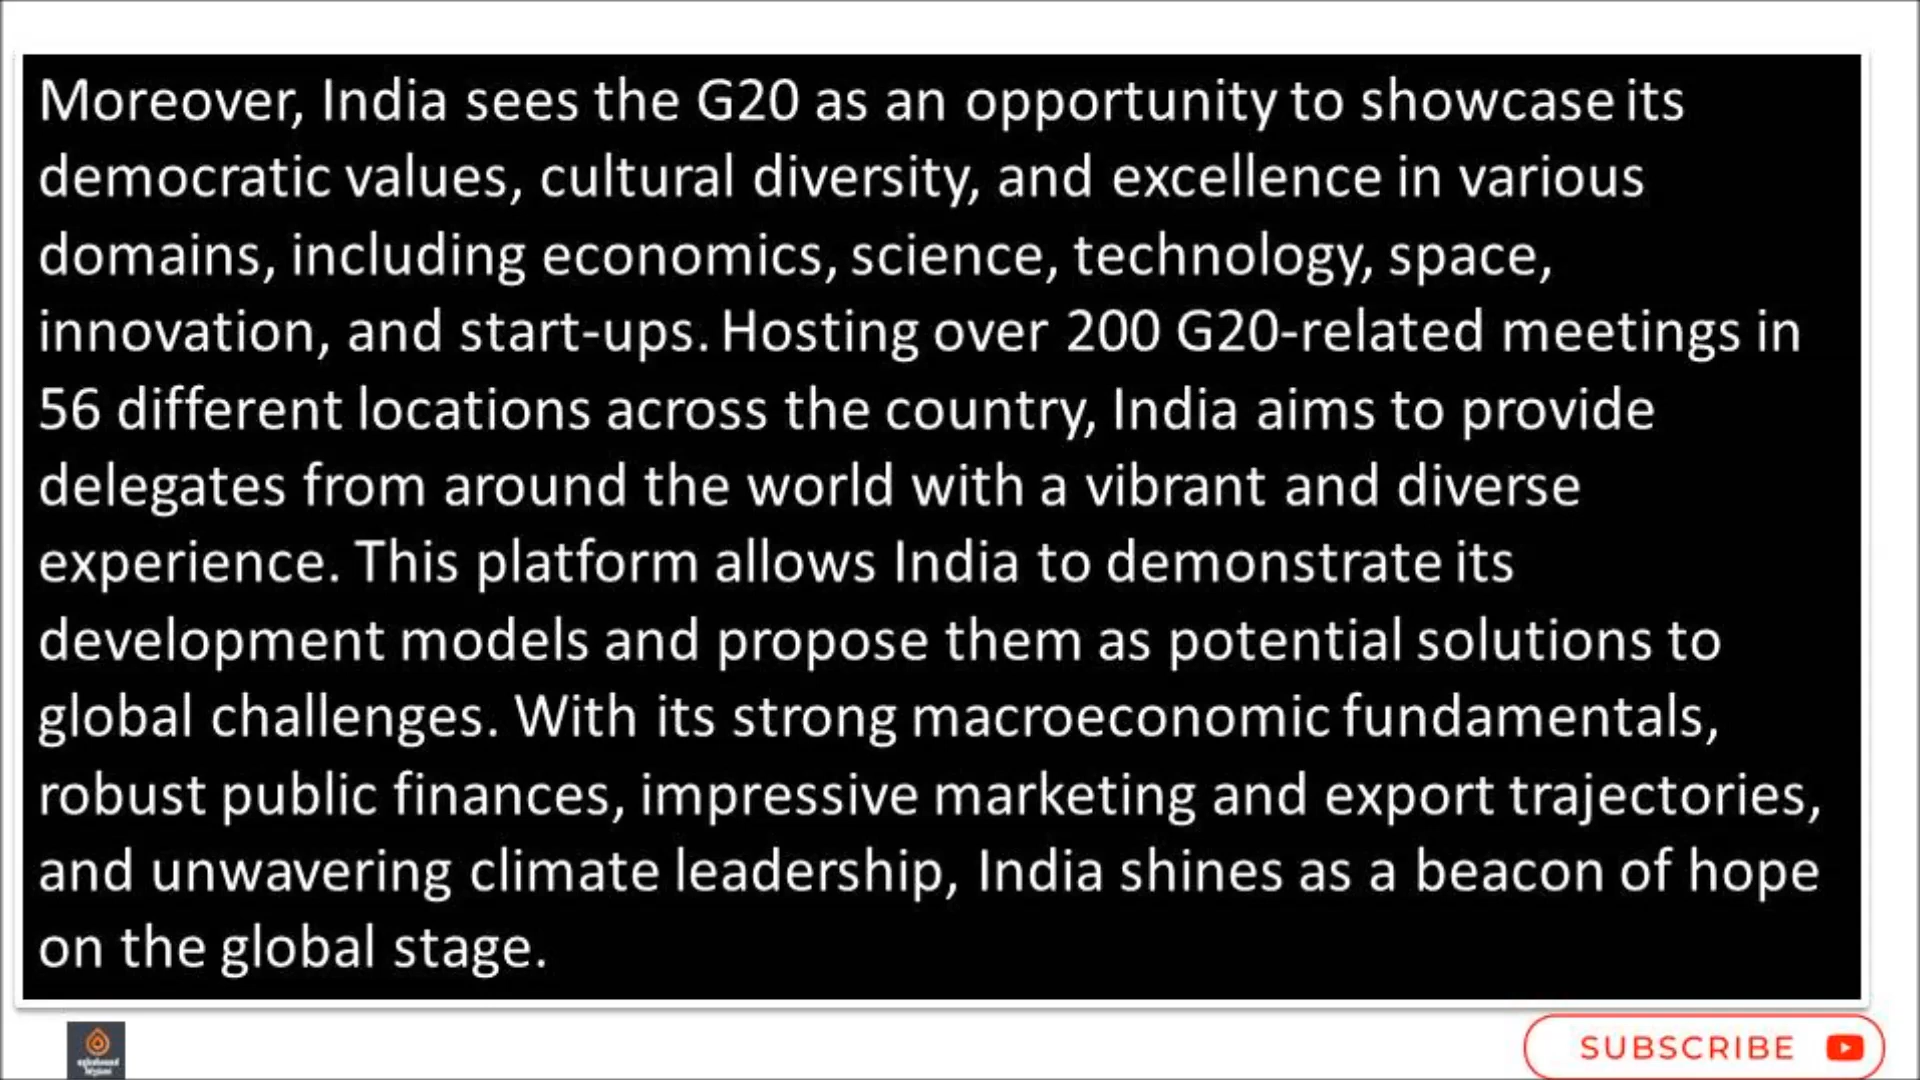 Moreover, India sees the G20 as an opportunity to showcase its
democratic values, cultural diversity, and excellence in various
domains, including economics, science, technology, space,
innovation, and start-ups. Hosting over 200 G20-related meetings in
56 different locations across the country, India aims to provide
delegates from around the world with a vibrant and diverse
experience. This platform allows India to demonstrate its
development models and propose them as potential solutions to
global challenges. With its strong macroeconomic fundamentals,
robust public finances, impressive marketing and export trajectories,
and unwavering climate leadership, India shines as a beacon of hope
on the global stage.
SUBSCRIBE